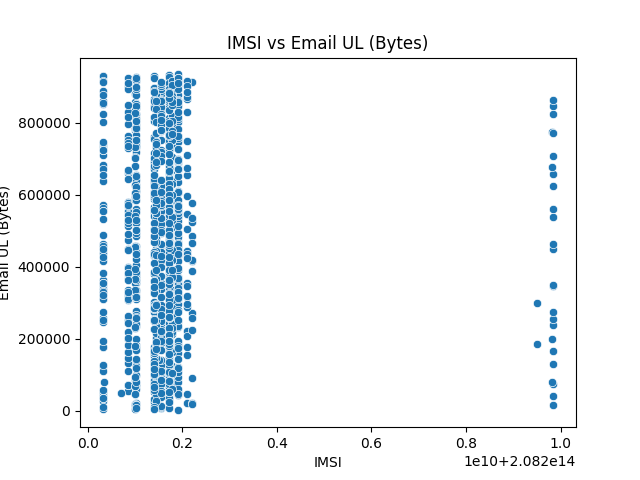 IMSI vs Email UL (Bytes)
Email UL (Bytes)
800000
600000
400000
200000
0
0.0 0.2 0.4 0.6 0.8 1.0
IMSI
1e10+2.082e14